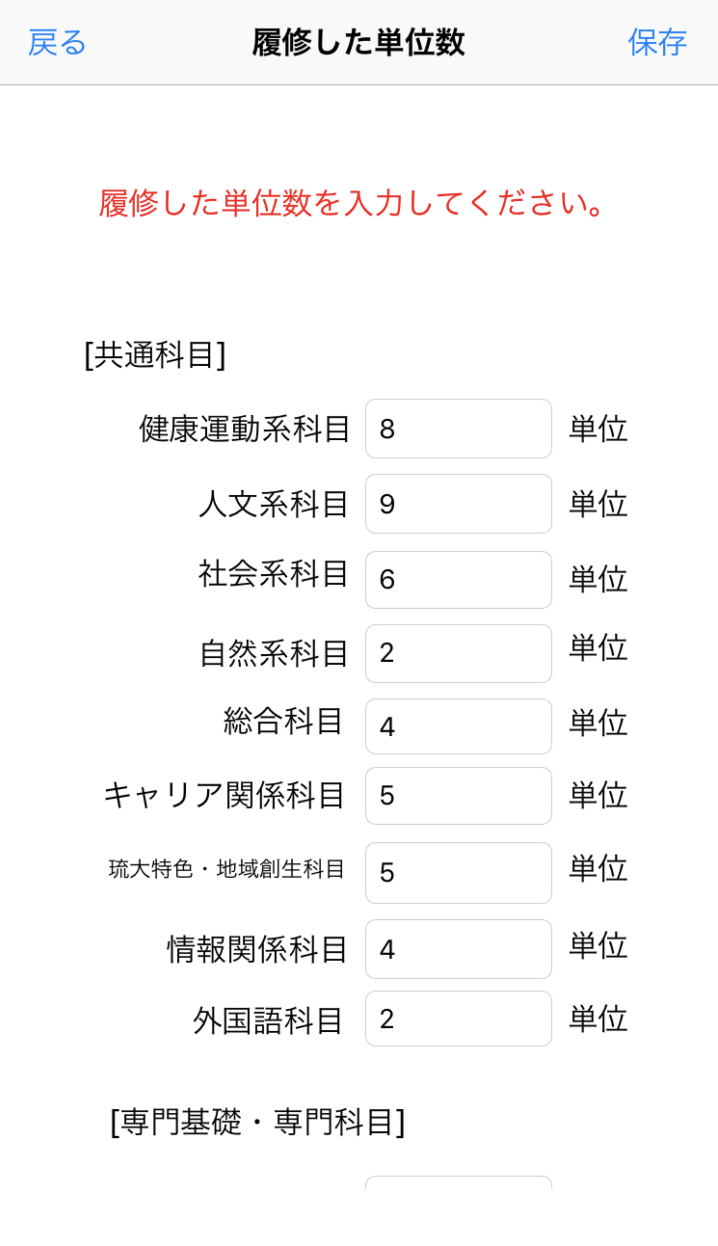 戻る 履修した単位数 保存
履修した単位数を入力してください。
[共通科目]
健康運動系科目 8 単位
人文系科目 9 単位
社会系科目 6 単位
自然系科目 2 単位
総合科目 4 単位
キャリア関係科目 5 単位
琉大特色・地域創生科目 5 単位
情報関係科目 4 単位
外国語科目 2 単位
[専門基礎・専門科目]